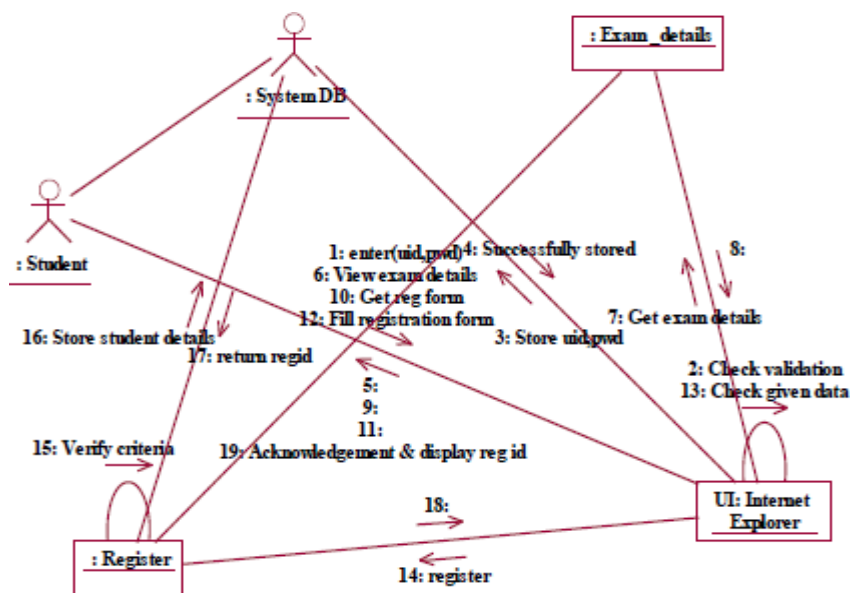 : Exam_details
: System DB
: Student
1: enter(uid,pwd)
4: Successfully stored
8:
6: View exam details
10: Get reg form
12: Fill registration form
7: Get exam details
16: Store student details
3: Store uid,pwd
17: return regid
2: Check validation
13: Check given data
5:
9:
11:
15: Verify criteria
19: Acknowledgement & display reg id
18:
UI: Internet
Explorer
: Register
14: register